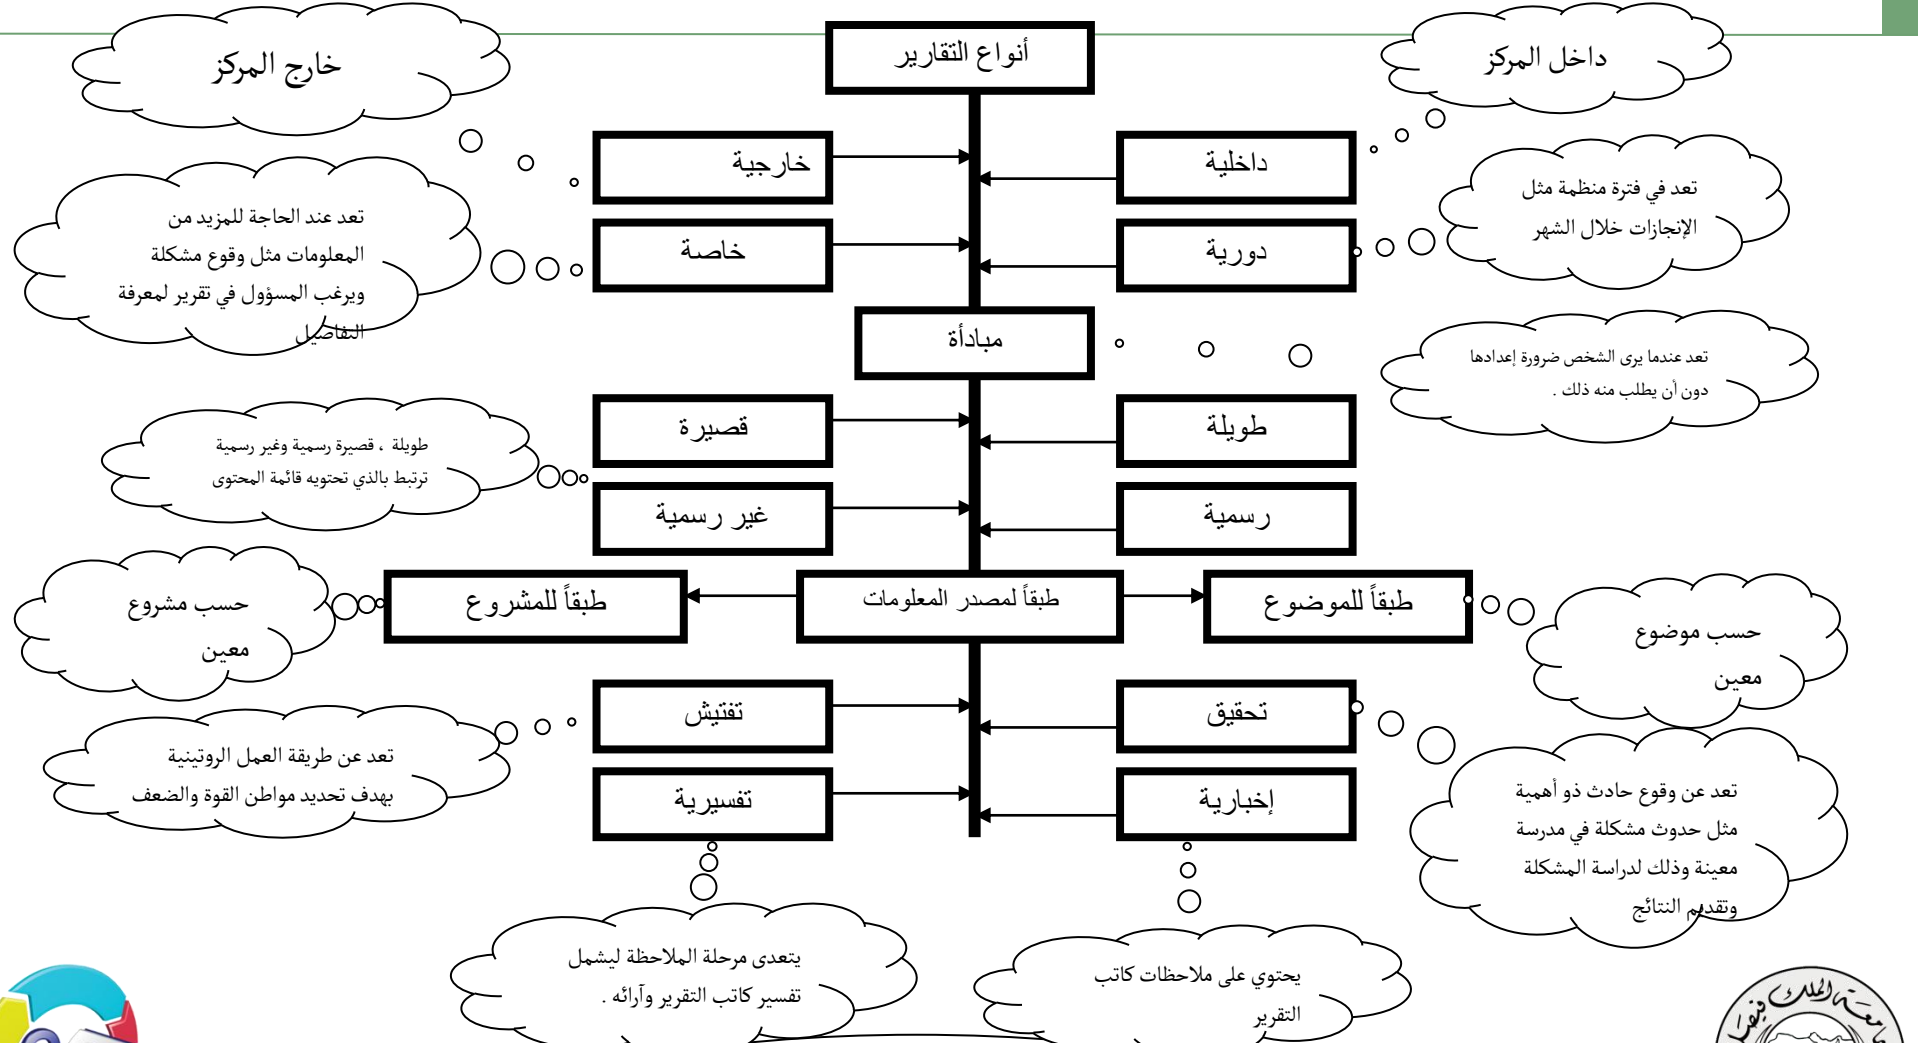 أنواع التقارير
داخل المركز
خارج المركز
داخلية
خارجية
تعد في فترة منظمة مثل
الإنجازات خلال الشهر
دورية
خاصة
تعد عند الحاجة للمزيد من
المعلومات مثل وقوع مشكلة
ويرغب المسؤول في تقرير لمعرفة
التفاصيل
مبادأة
تعد عندما يرى الشخص ضرورة إعدادها
دون أن يطلب منه ذلك .
طويلة
قصيرة
طويلة ، قصيرة رسمية وغير رسمية
ترتبط بالذي تحتويه قائمة المحتوى
رسمية
غير رسمية
طبقاً للموضوع
طبقاً لمصدر المعلومات
طبقاً للمشروع
حسب موضوع
معين
حسب مشروع
معين
تحقيق
تفتيش
تعد عن طريقة العمل الروتينية
بهدف تحديد مواطن القوة والضعف
إخبارية
تفسيرية
تعد عن وقوع حادث ذو أهمية
مثل حدوث مشكلة في مدرسة
معينة وذلك لدراسة المشكلة
وتقديم النتائج
يحتوي على ملاحظات كاتب
التقرير
يتعدى مرحلة الملاحظة ليشمل
تفسير كاتب التقرير وآرائه .